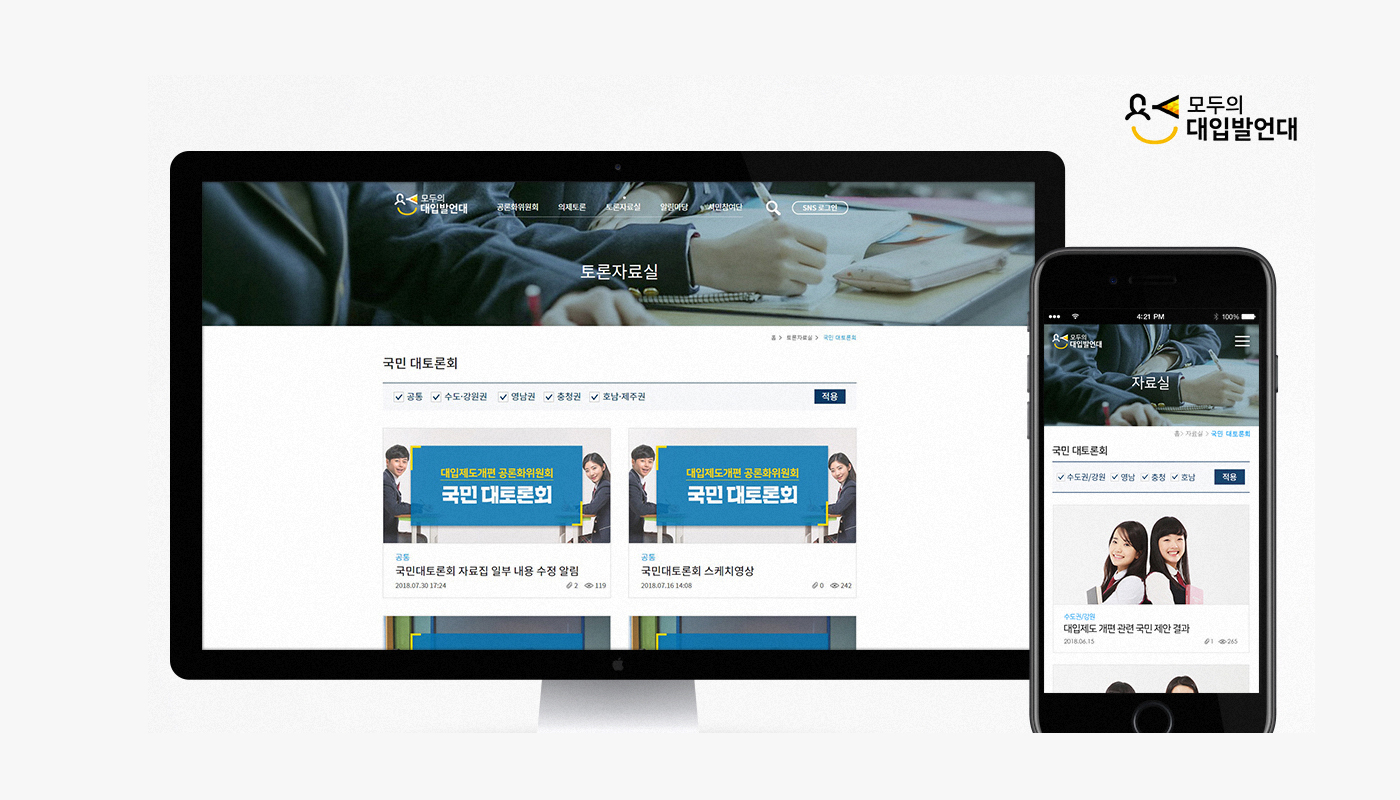 모두의
대입발언대
모두의
대입발언대
공론화위원회 의제토론 토론자료실 알림마당 시민참여단 SNS 로그인
토론자료실
홈 > 토론자료실 > 국민 대토론회
국민 대토론회
공통 수도·강원권 영남권 충청권 호남·제주권 적용
대입제도개편 공론화위원회
국민 대토론회
공통
국민대토론회 자료집 일부 내용 수정 알림
2018.07.30 17:24 2 119
대입제도개편 공론화위원회
국민 대토론회
공통
국민대토론회 스케치영상
2018.07.16 14:08 0 242
4:21 PM 100%
모두의
대입발언대
자료실
홈 > 자료실 > 국민 대토론회
국민 대토론회
수도권/강원 영남 충청 호남 적용
수도권/강원
대입제도 개편 관련 국민 제안 결과
2018.06.15 1 265